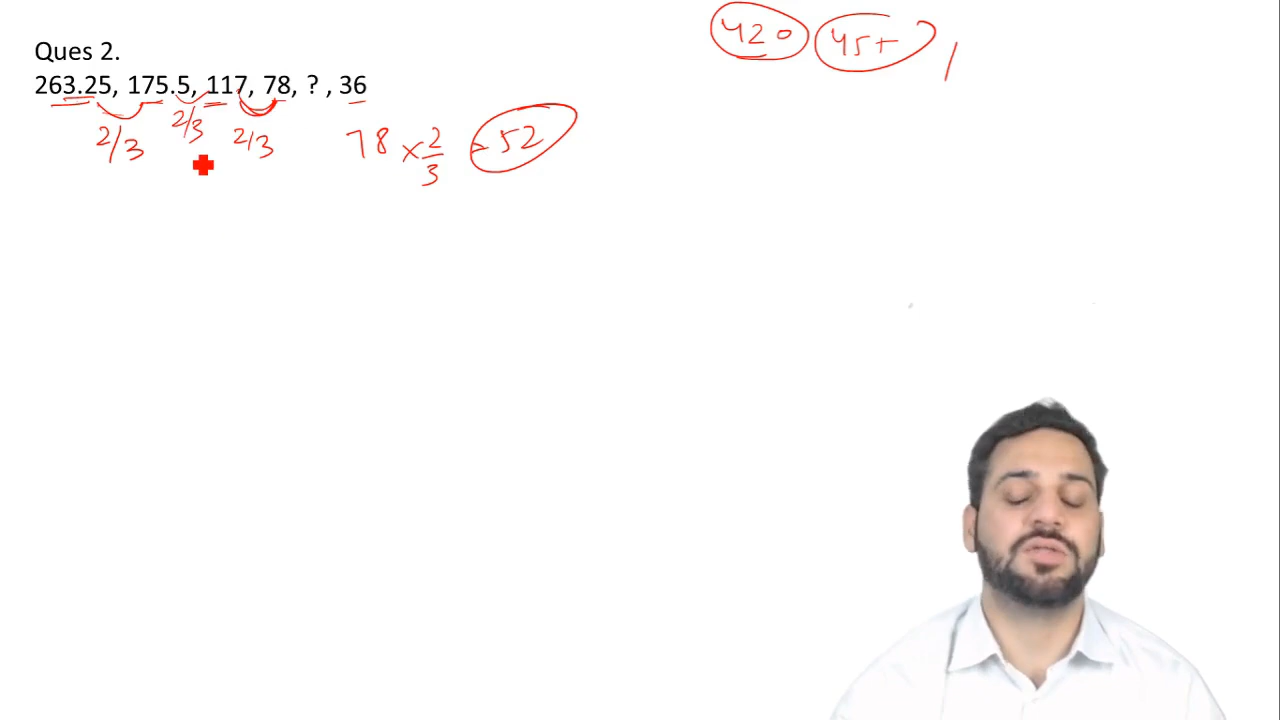 Ques 2.
263.25, 175.5, 117, 78, ? , 36
2/3 2/3 2/3
78 × 2/3 = 52
420 45+